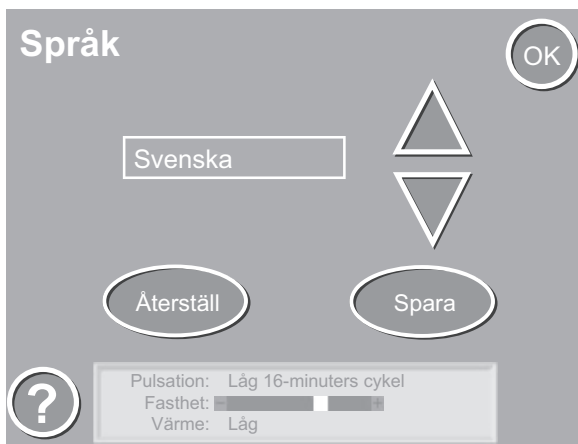 Språk
OK
Svenska
Återställ
Spara
?
Pulsation: Låg 16-minuters cykel
Fasthet: - +
Värme: Låg